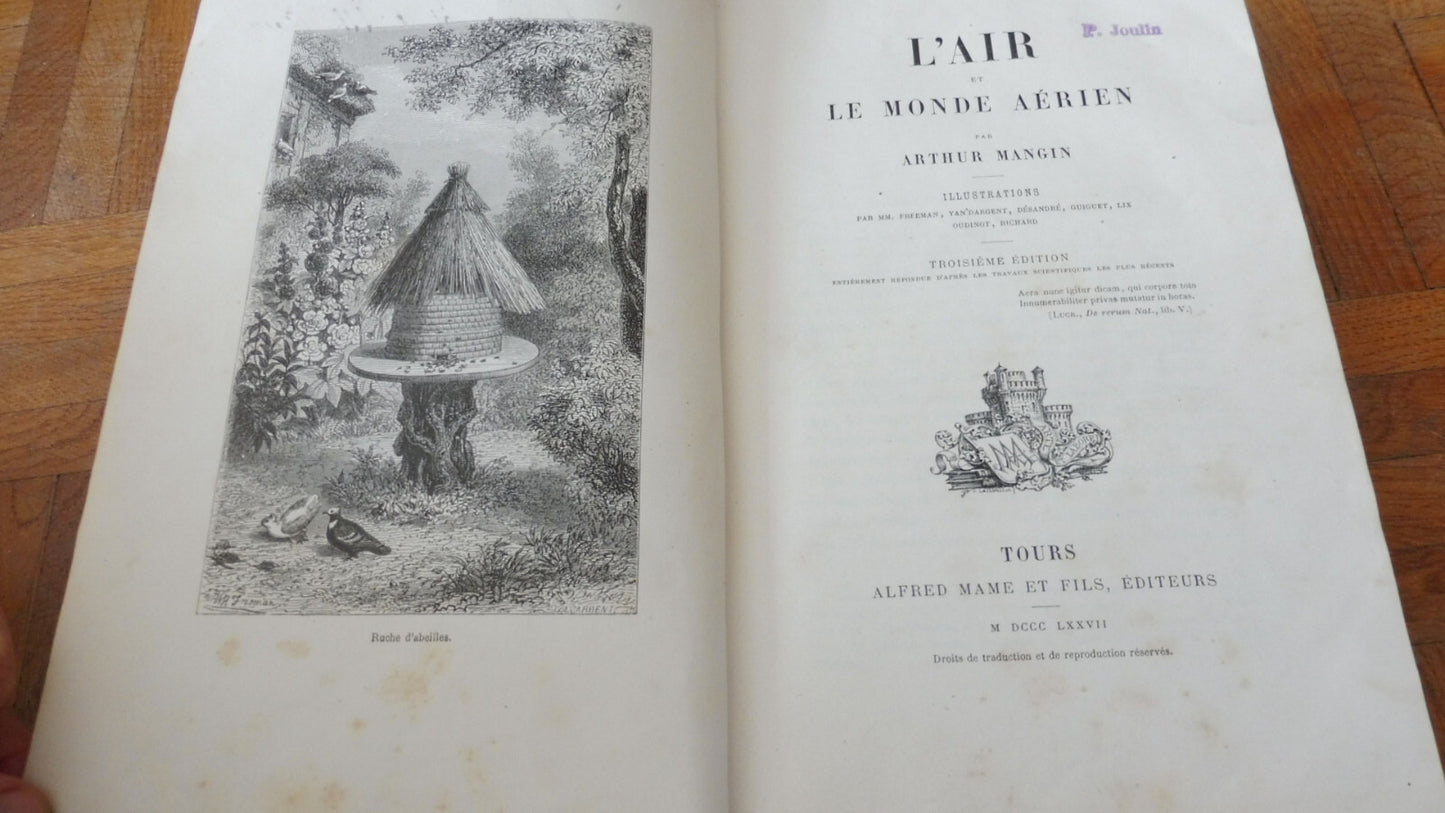 Ruche d'abeilles.
P. Joulin
L'AIR
ET
LE MONDE AÉRIEN
PAR
ARTHUR MANGIN
ILLUSTRATIONS
PAR MM. FREEMAN, YAN'DARGENT, DÉSANDRÉ, GUIGUET, LIX
OUDINOT, RICHARD
TROISIÈME ÉDITION
ENTIÈREMENT REFONDUE D'APRÈS LES TRAVAUX SCIENTIFIQUES LES PLUS RÉCENTS
Aera nunc igitur dicam, qui corpore toto
Innumerabiliter privas mutatur in horas.
(LUCR., De rerum Nat., lib. V.)
TOURS
ALFRED MAME ET FILS, ÉDITEURS
M DCCC LXXVII
Droits de traduction et de reproduction réservés.